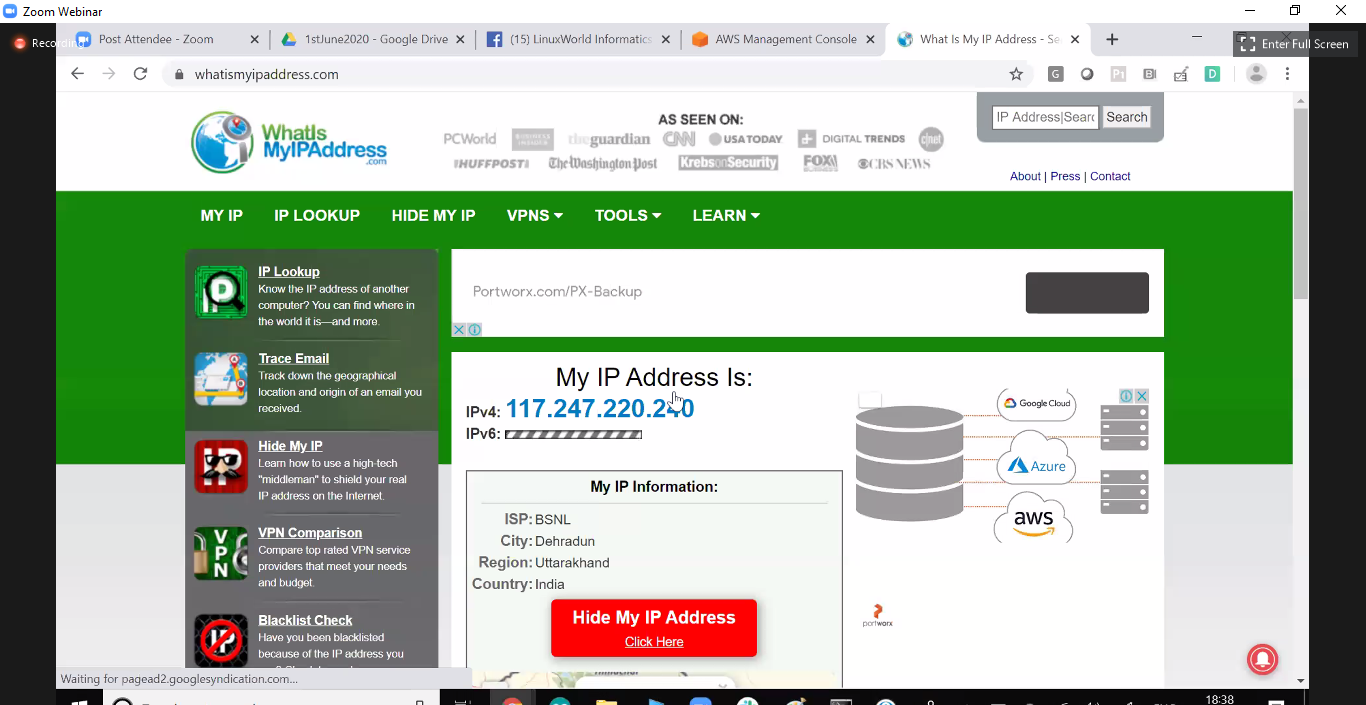 Zoom Webinar
Recording
Post Attendee - Zoom
1stJune2020 - Google Drive
(15) LinuxWorld Informatics
AWS Management Console
What Is My IP Address - Se
Enter Full Screen
whatismyipaddress.com
WhatIs
MyIPAddress
.com
AS SEEN ON:
PCWorld
BUSINESS INSIDER
theguardian
CNN
USA TODAY
DIGITAL TRENDS
c|net
HUFFPOST
The Washington Post
KrebsonSecurity
FOX
CBS NEWS
IP Address|Searc
Search
About | Press | Contact
MY IP
IP LOOKUP
HIDE MY IP
VPNS
TOOLS
LEARN
IP Lookup
Know the IP address of another
computer? You can find where in
the world it is—and more.
Trace Email
Track down the geographical
location and origin of an email you
received.
Hide My IP
Learn how to use a high-tech
"middleman" to shield your real
IP address on the Internet.
VPN Comparison
Compare top rated VPN service
providers that meet your needs
and budget.
Blacklist Check
Have you been blacklisted
because of the IP address you
Portworx.com/PX-Backup
My IP Address Is:
IPv4: 117.247.220.240
IPv6:
My IP Information:
ISP: BSNL
City: Dehradun
Region: Uttarakhand
Country: India
Hide My IP Address
Click Here
Google Cloud
Azure
aws
portworx
Waiting for pagead2.googlesyndication.com...
18:38